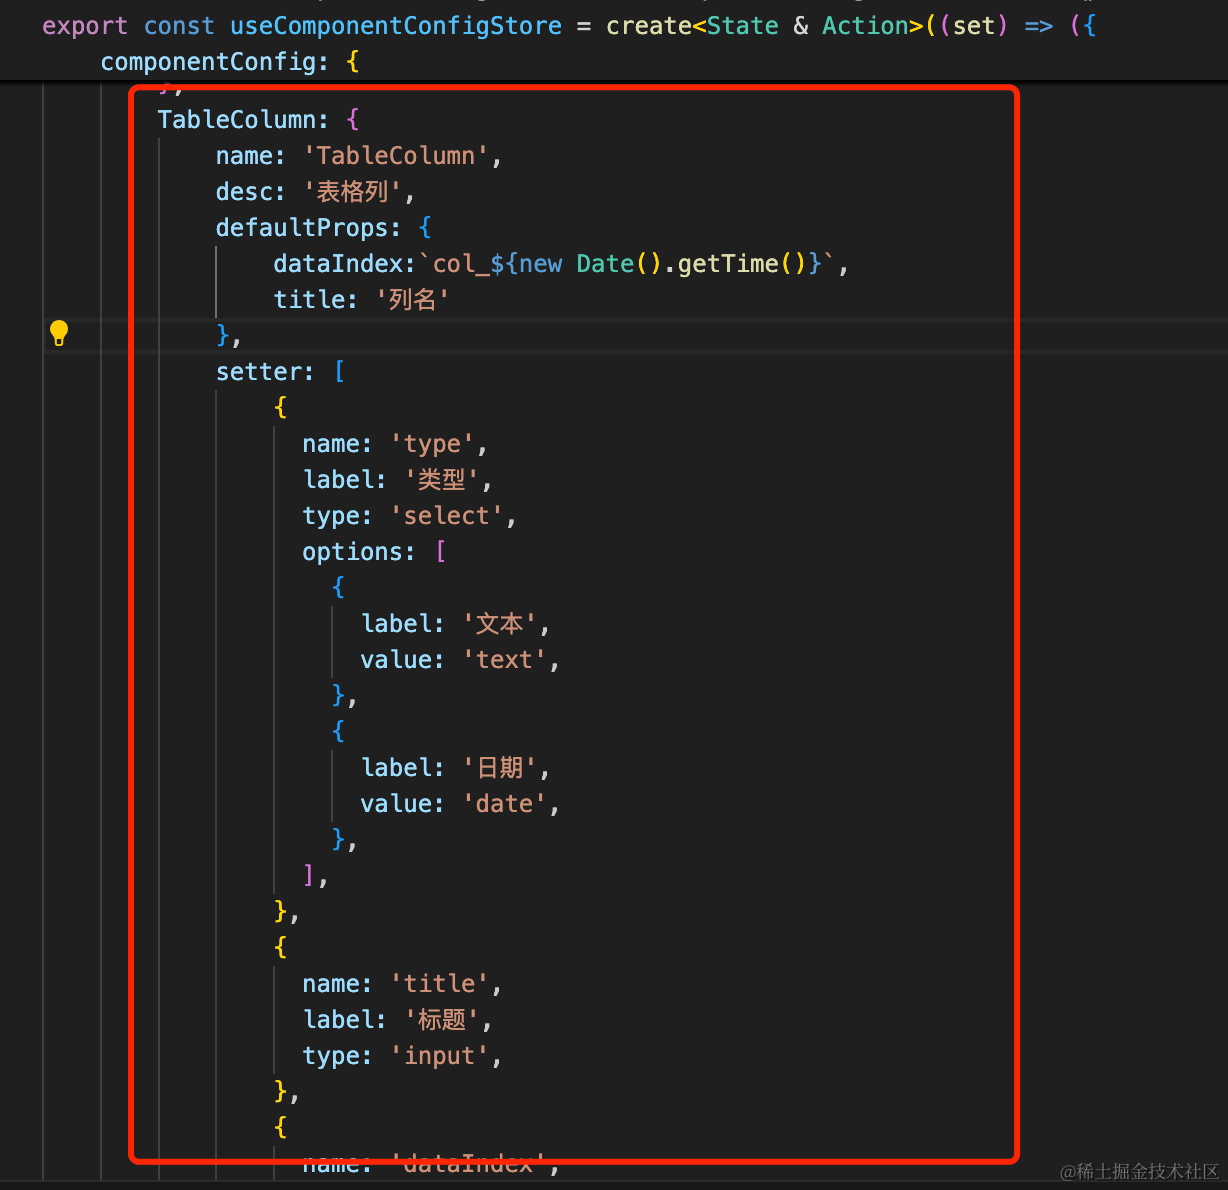 export const useComponentConfigStore = create<State & Action>((set) => ({
componentConfig: {
},
TableColumn: {
name: 'TableColumn',
desc: '表格列',
defaultProps: {
dataIndex:`col_${new Date().getTime()}`,
title: '列名'
},
setter: [
{
name: 'type',
label: '类型',
type: 'select',
options: [
{
label: '文本',
value: 'text',
},
{
label: '日期',
value: 'date',
},
],
},
{
name: 'title',
label: '标题',
type: 'input',
},
{
name: 'dataIndex',
@稀土掘金技术社区